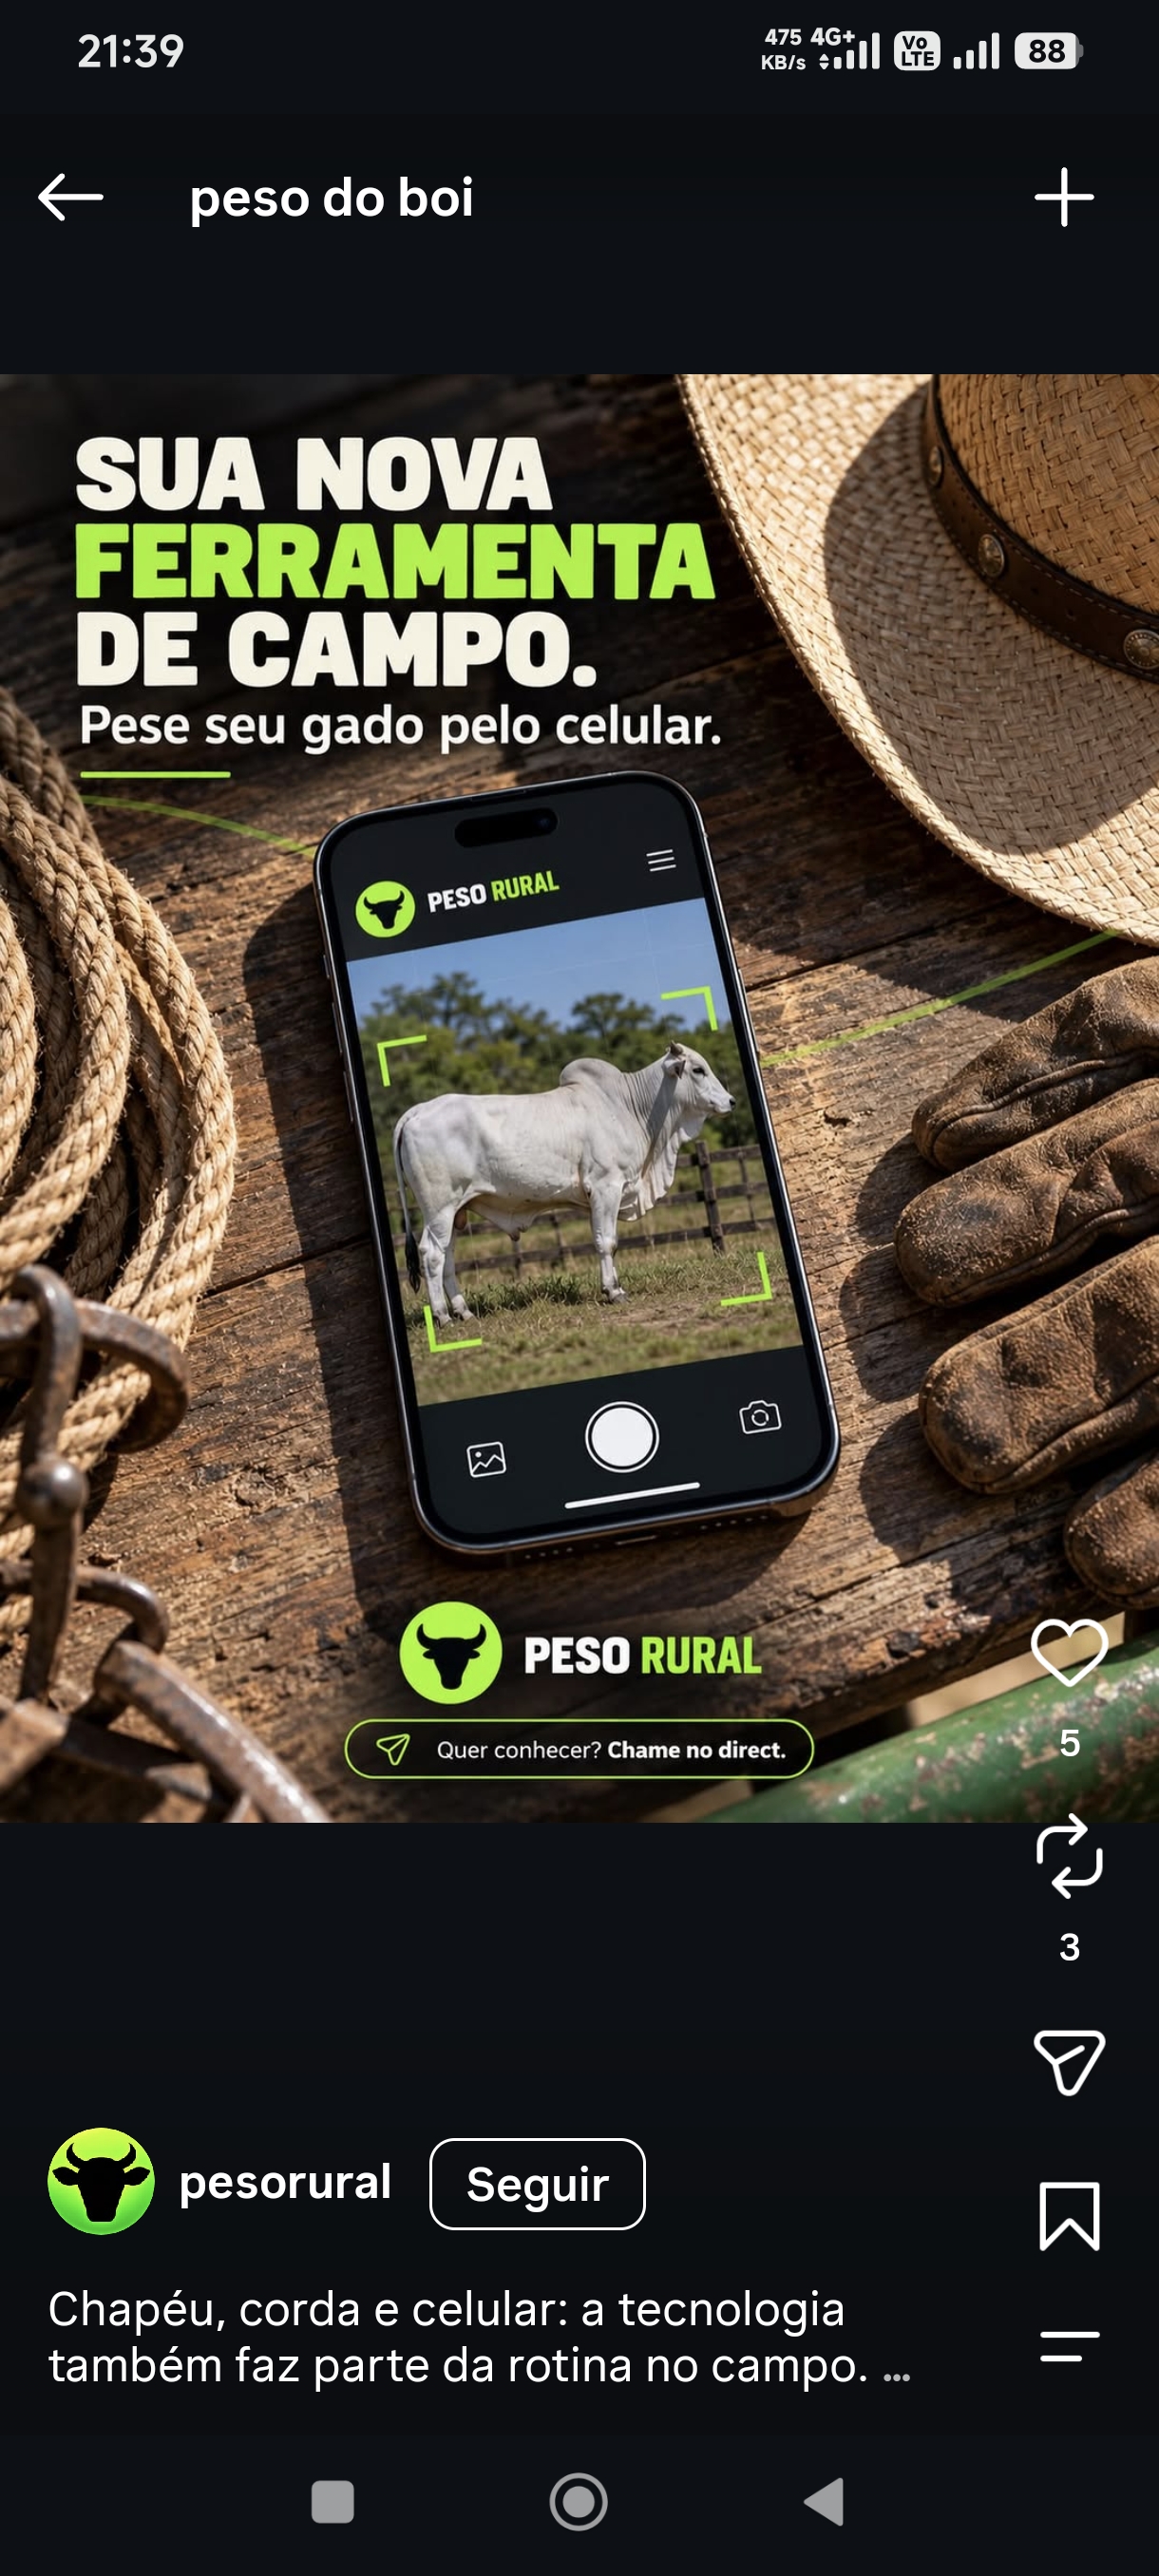 21:39
475 KB/s
4G+
Vo LTE
88
peso do boi
SUA NOVA
FERRAMENTA
DE CAMPO.
Pese seu gado pelo celular.
PESO RURAL
PESO RURAL
Quer conhecer? Chame no direct.
5
3
pesorural
Seguir
Chapéu, corda e celular: a tecnologia
também faz parte da rotina no campo. ...